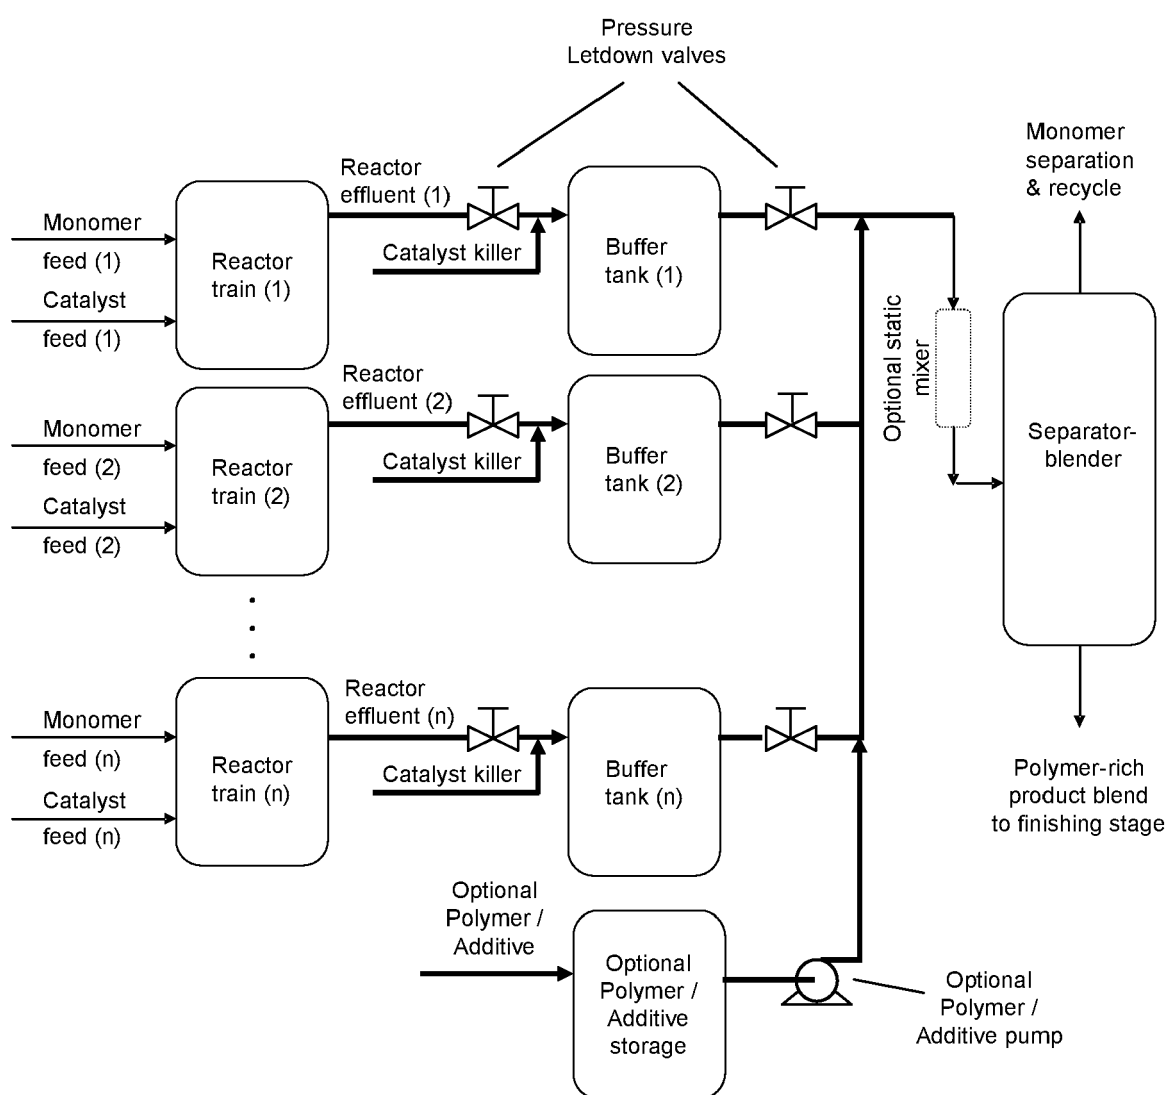 Pressure
Letdown valves
Monomer
separation
& recycle
Reactor
effluent (1)
Monomer
feed (1)
Catalyst
feed (1)
Reactor
train (1)
Catalyst killer
Buffer
tank (1)
Optional static
mixer
Separator-
blender
Reactor
effluent (2)
Monomer
feed (2)
Catalyst
feed (2)
Reactor
train (2)
Catalyst killer
Buffer
tank (2)
Reactor
effluent (n)
Monomer
feed (n)
Catalyst
feed (n)
Reactor
train (n)
Catalyst killer
Buffer
tank (n)
Polymer-rich
product blend
to finishing stage
Optional
Polymer /
Additive
Optional
Polymer /
Additive
storage
Optional
Polymer /
Additive pump